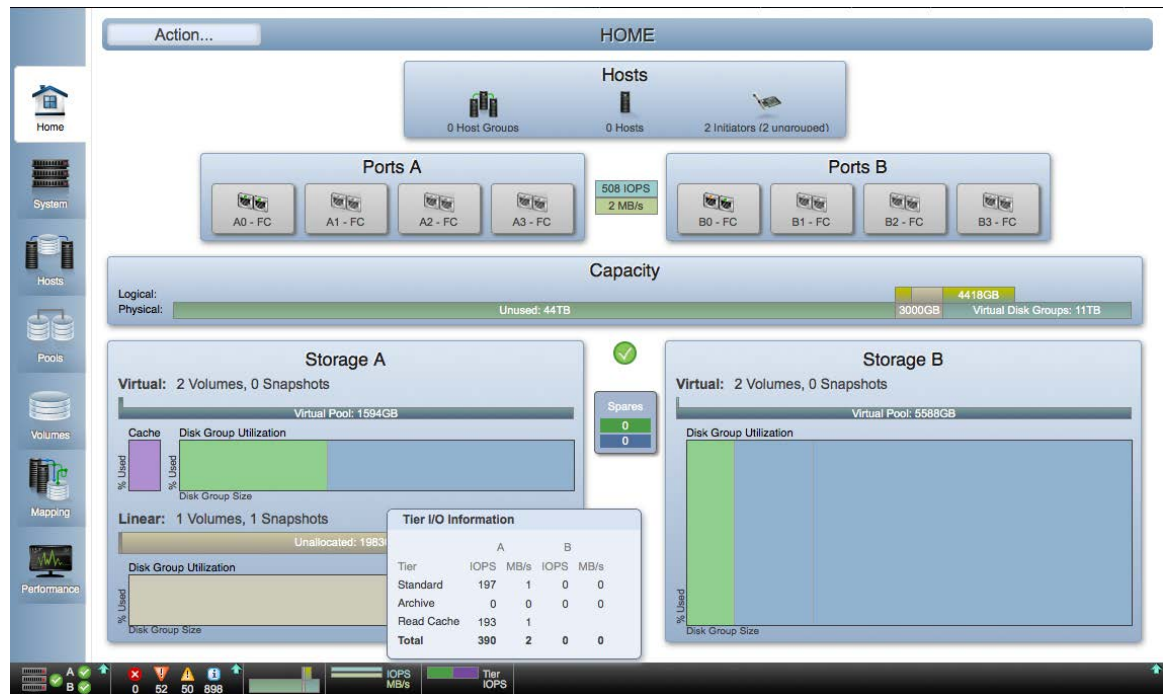 Action...
HOME
Home
System
Hosts
Pools
Volumes
Mapping
Performance
Hosts
0 Host Groups
0 Hosts
2 Initiators (2 ungrouped)
Ports A
A0 - FC
A1 - FC
A2 - FC
A3 - FC
508 IOPS
2 MB/s
Ports B
B0 - FC
B1 - FC
B2 - FC
B3 - FC
Capacity
Logical:
4418GB
Physical:
Unused: 44TB
3000GB
Virtual Disk Groups: 11TB
Storage A
Virtual: 2 Volumes, 0 Snapshots
Virtual Pool: 1594GB
Cache
Disk Group Utilization
% Used
% Used
Disk Group Size
Linear: 1 Volumes, 1 Snapshots
Unallocated: 1983
Disk Group Utilization
% Used
Disk Group Size
Spares
0
0
Storage B
Virtual: 2 Volumes, 0 Snapshots
Virtual Pool: 5588GB
Disk Group Utilization
% Used
Disk Group Size
Tier I/O Information
A B
Tier IOPS MB/s IOPS MB/s
Standard 197 1 0 0
Archive 0 0 0 0
Read Cache 193 1
Total 390 2 0 0
A
B
0 52 50 898
IOPS
MB/s
Tier
IOPS